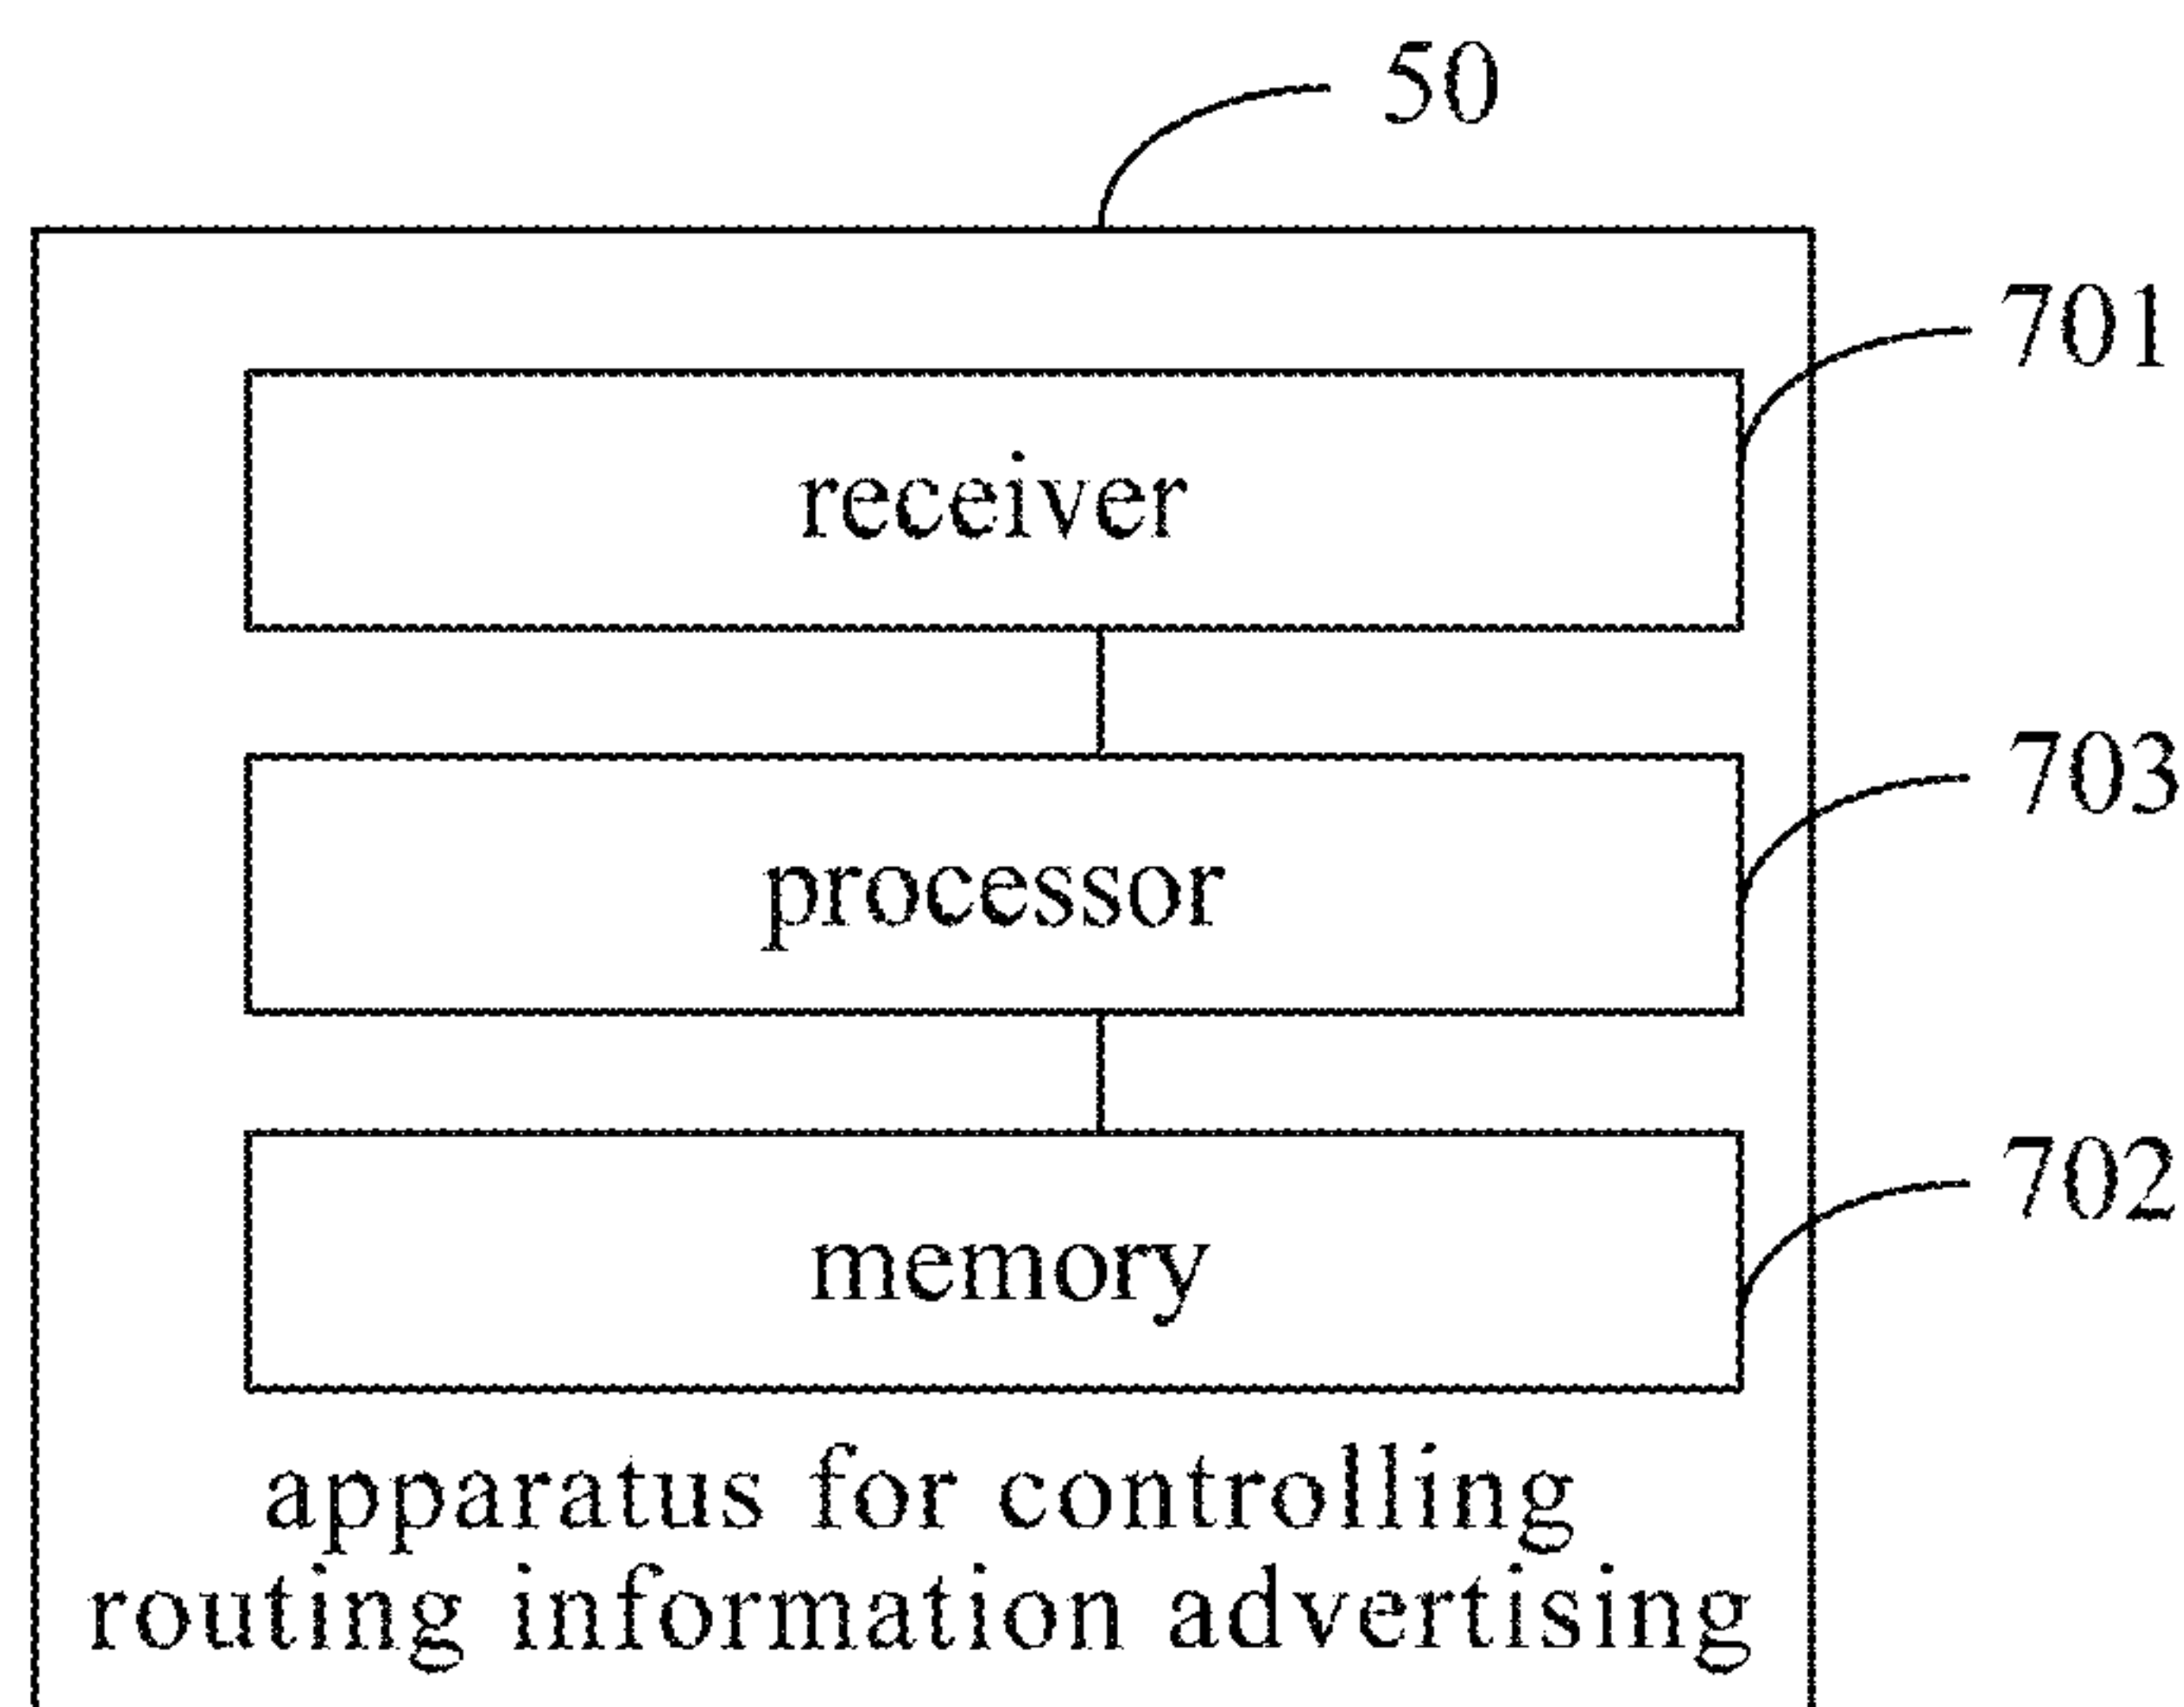 50
701
receiver
703
processor
702
memory
apparatus for controlling
routing information advertising